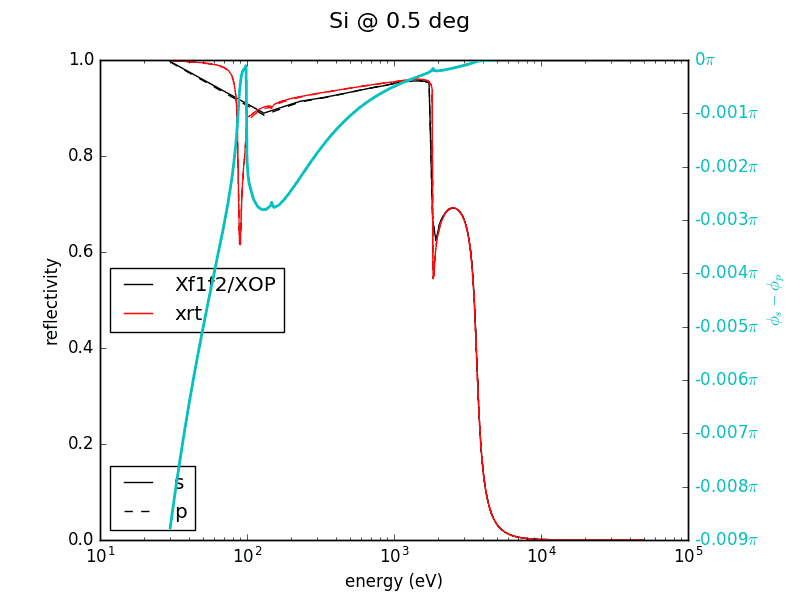 Si @ 0.5 deg
1.0
0.8
0.6
0.4
0.2
0.0
reflectivity
Xf1f2/XOP
xrt
s
p
10¹
10²
10³
10⁴
10⁵
energy (eV)
0π
-0.001π
-0.002π
-0.003π
-0.004π
-0.005π
-0.006π
-0.007π
-0.008π
-0.009π
ϕₛ − ϕₚ